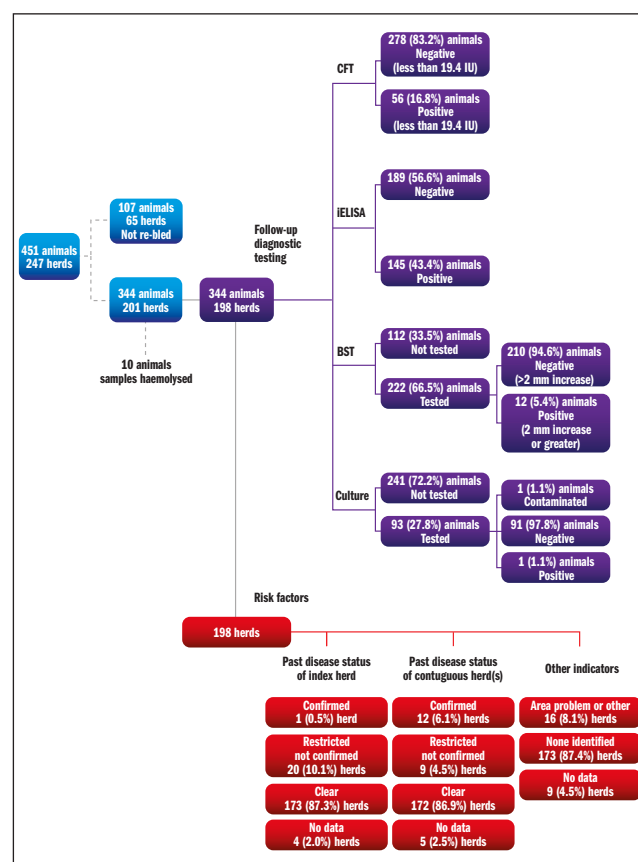 278 (83.2%) animals
Negative
(less than 19.4 IU)
CFT
56 (16.8%) animals
Positive
(less than 19.4 IU)
189 (56.6%) animals
Negative
107 animals
65 herds
Not re-bled
iELISA
Follow-up
diagnostic
testing
451 animals
247 herds
145 (43.4%) animals
Positive
344 animals
201 herds
344 animals
198 herds
10 animals
samples haemolysed
112 (33.5%) animals
Not tested
BST
210 (94.6%) animals
Negative
(>2 mm increase)
222 (66.5%) animals
Tested
12 (5.4%) animals
Positive
(2 mm increase
or greater)
241 (72.2%) animals
Not tested
1 (1.1%) animals
Contaminated
Culture
93 (27.8%) animals
Tested
91 (97.8%) animals
Negative
1 (1.1%) animals
Positive
Risk factors
198 herds
Past disease status
of index herd
Past disease status
of contuguous herd(s)
Other indicators
Confirmed
1 (0.5%) herd
Confirmed
12 (6.1%) herds
Area problem or other
16 (8.1%) herds
Restricted
not confirmed
20 (10.1%) herds
Restricted
not confirmed
9 (4.5%) herds
None identified
173 (87.4%) herds
Clear
173 (87.3%) herds
Clear
172 (86.9%) herds
No data
9 (4.5%) herds
No data
4 (2.0%) herds
No data
5 (2.5%) herds